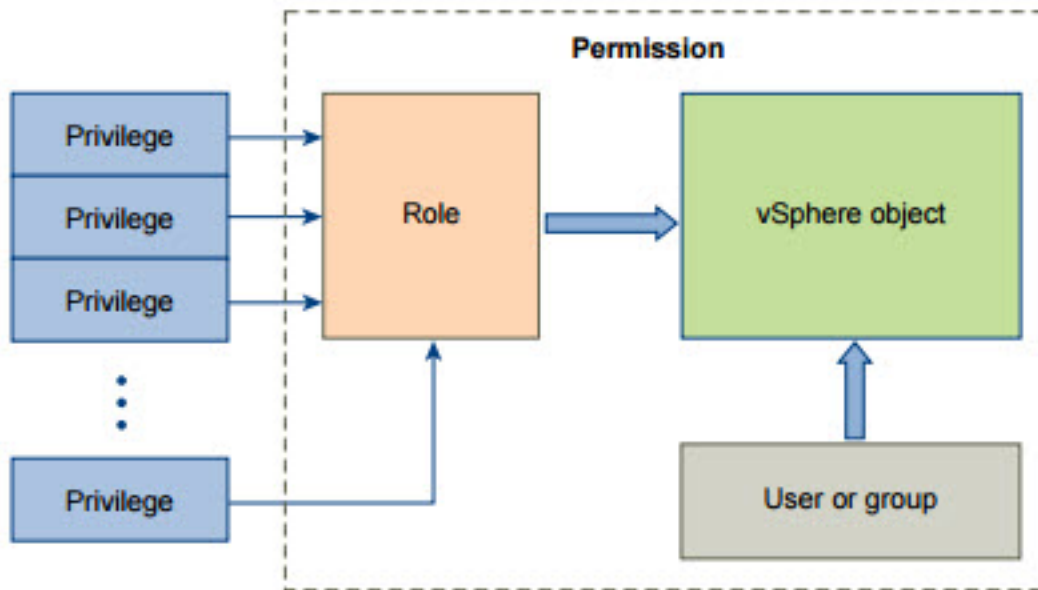 Permission
Privilege
Privilege
Privilege
Privilege
Role
vSphere object
User or group